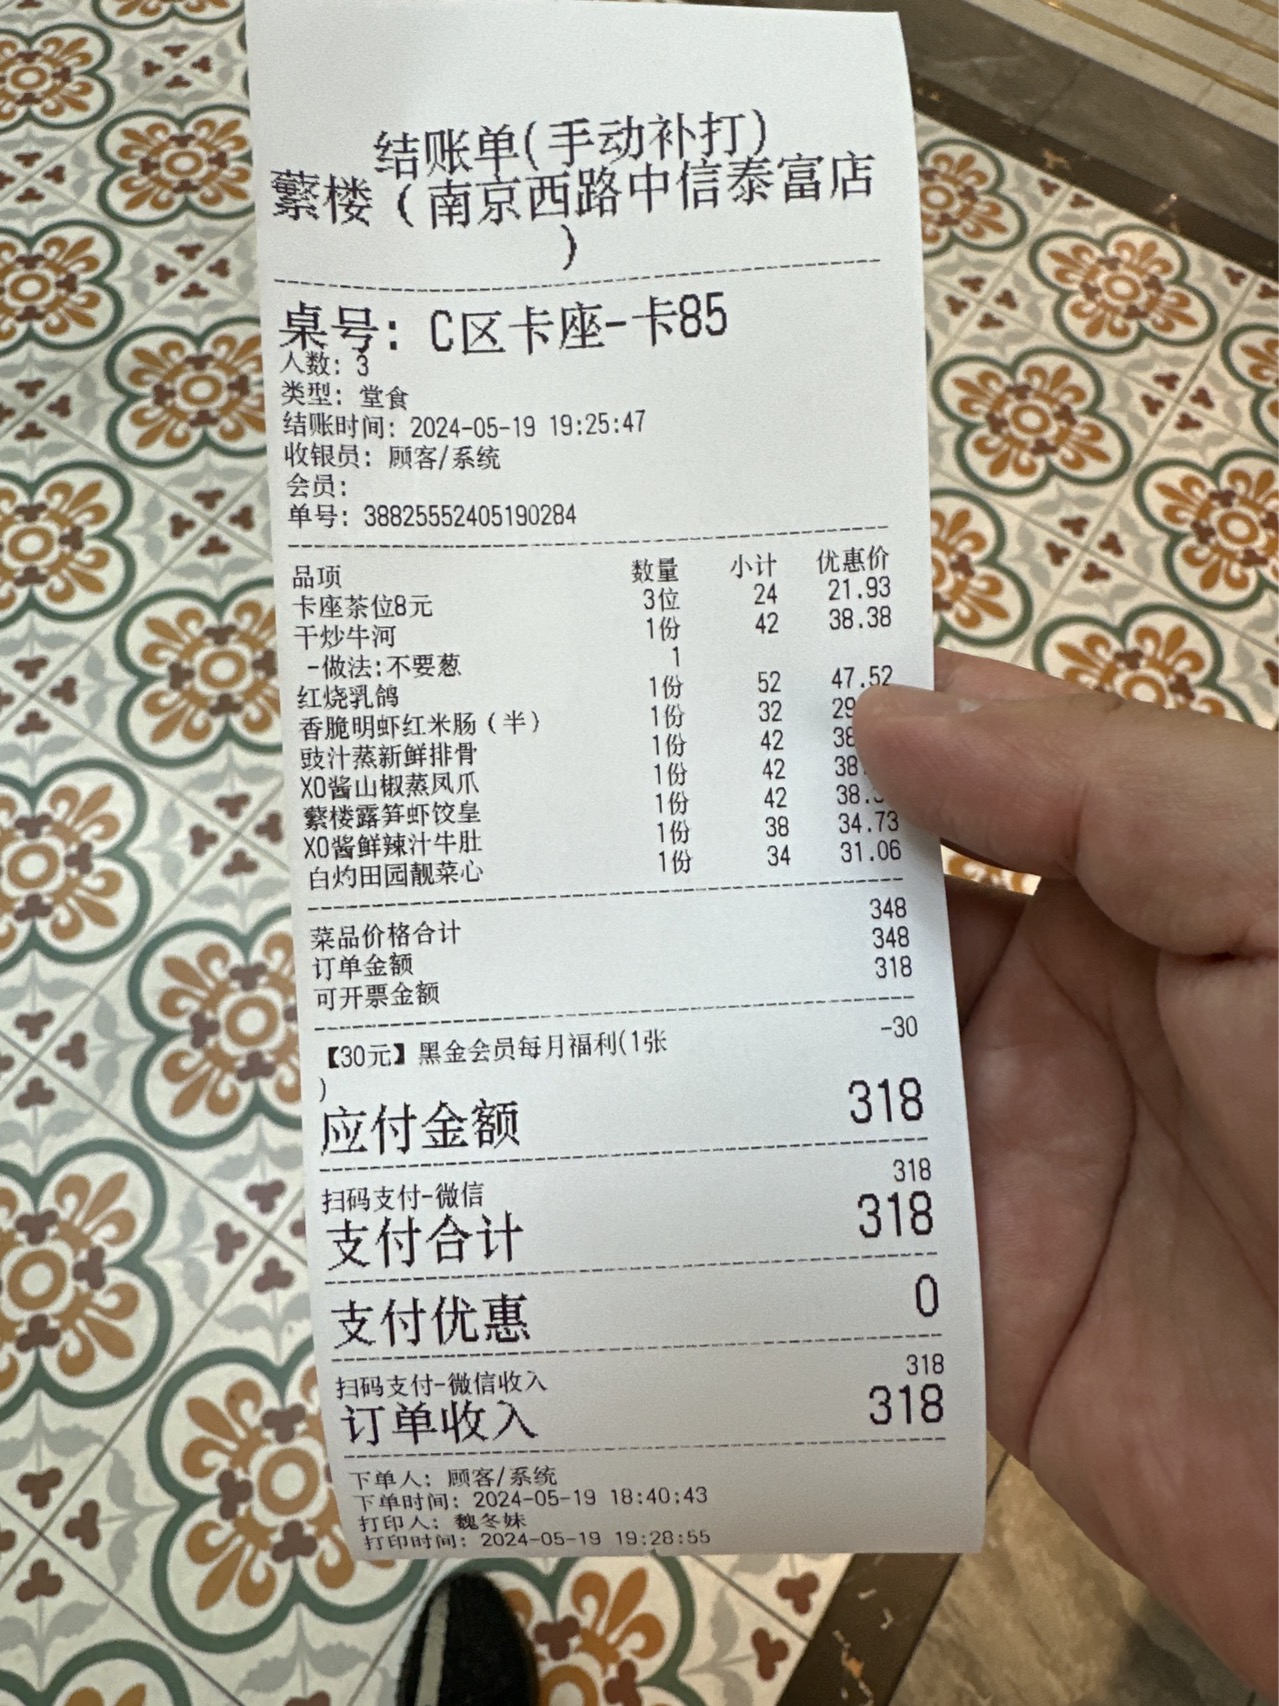 结账单(手动补打)
蘩楼（南京西路中信泰富店
）
桌号: C区卡座-卡85
人数: 3
类型: 堂食
结账时间: 2024-05-19 19:25:47
收银员: 顾客/系统
会员:
单号: 38825552405190284
品项 数量 小计 优惠价
卡座茶位8元 3位 24 21.93
干炒牛河 1份 42 38.38
-做法:不要葱 1
红烧乳鸽 1份 52 47.52
香脆明虾红米肠（半） 1份 32
豉汁蒸新鲜排骨 1份 42
XO酱山椒蒸凤爪 1份 42
蘩楼露笋虾饺皇 1份 42
XO酱鲜辣汁牛肚 1份 38 34.73
白灼田园靓菜心 1份 34 31.06
菜品价格合计 348
订单金额 348
可开票金额 318
【30元】黑金会员每月福利(1张 -30
)
应付金额 318
扫码支付-微信 318
支付合计 318
支付优惠 0
扫码支付-微信收入 318
订单收入 318
下单人: 顾客/系统
下单时间: 2024-05-19 18:40:43
打印人: 魏冬妹
打印时间: 2024-05-19 19:28:55